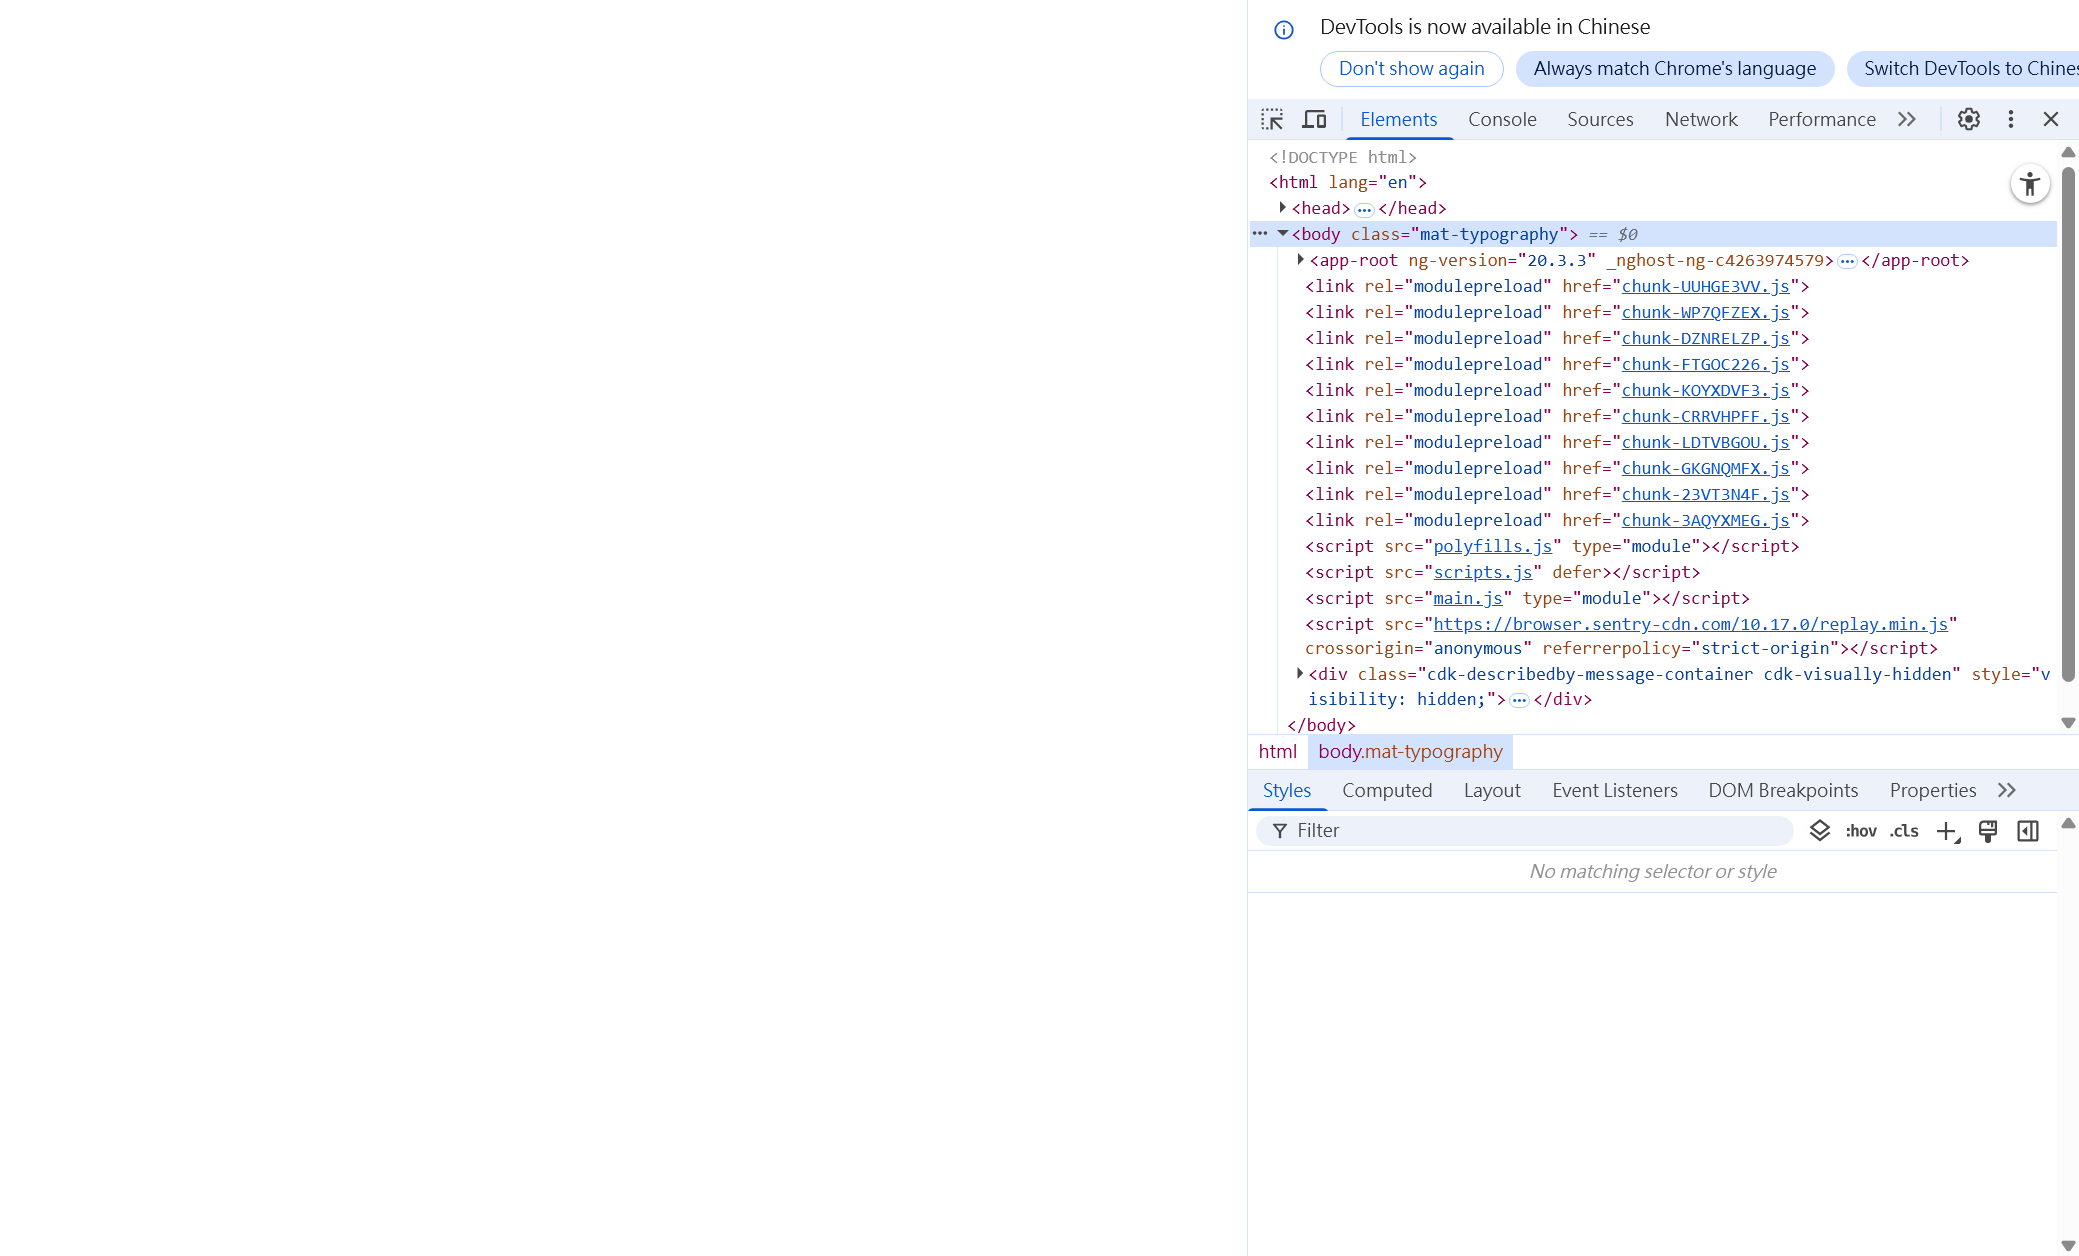 DevTools is now available in Chinese
Don't show again Always match Chrome's language Switch DevTools to Chines
Elements Console Sources Network Performance
<!DOCTYPE html>
<html lang="en">
<head> </head>
<body class="mat-typography"> == $0
<app-root ng-version="20.3.3" _nghost-ng-c4263974579> </app-root>
<link rel="modulepreload" href="chunk-UUHGE3VV.js">
<link rel="modulepreload" href="chunk-WP7QFZEX.js">
<link rel="modulepreload" href="chunk-DZNRELZP.js">
<link rel="modulepreload" href="chunk-FTGOC226.js">
<link rel="modulepreload" href="chunk-KOYXDVF3.js">
<link rel="modulepreload" href="chunk-CRRVHPFF.js">
<link rel="modulepreload" href="chunk-LDTVBGOU.js">
<link rel="modulepreload" href="chunk-GKGNQMFX.js">
<link rel="modulepreload" href="chunk-23VT3N4F.js">
<link rel="modulepreload" href="chunk-3AQYXMEG.js">
<script src="polyfills.js" type="module"></script>
<script src="scripts.js" defer></script>
<script src="main.js" type="module"></script>
<script src="https://browser.sentry-cdn.com/10.17.0/replay.min.js"
crossorigin="anonymous" referrerpolicy="strict-origin"></script>
<div class="cdk-describedby-message-container cdk-visually-hidden" style="v
isibility: hidden;"> </div>
</body>
html body.mat-typography
Styles Computed Layout Event Listeners DOM Breakpoints Properties
Filter :hov .cls
No matching selector or style